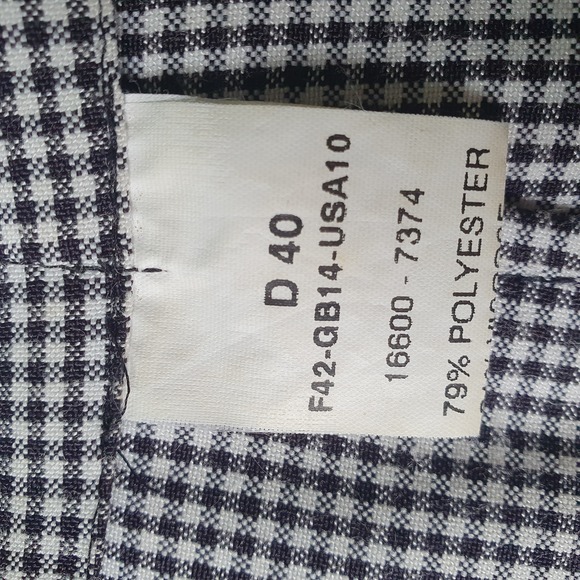 D 40
F42-GB14-USA10
16600 - 7374
79% POLYESTER